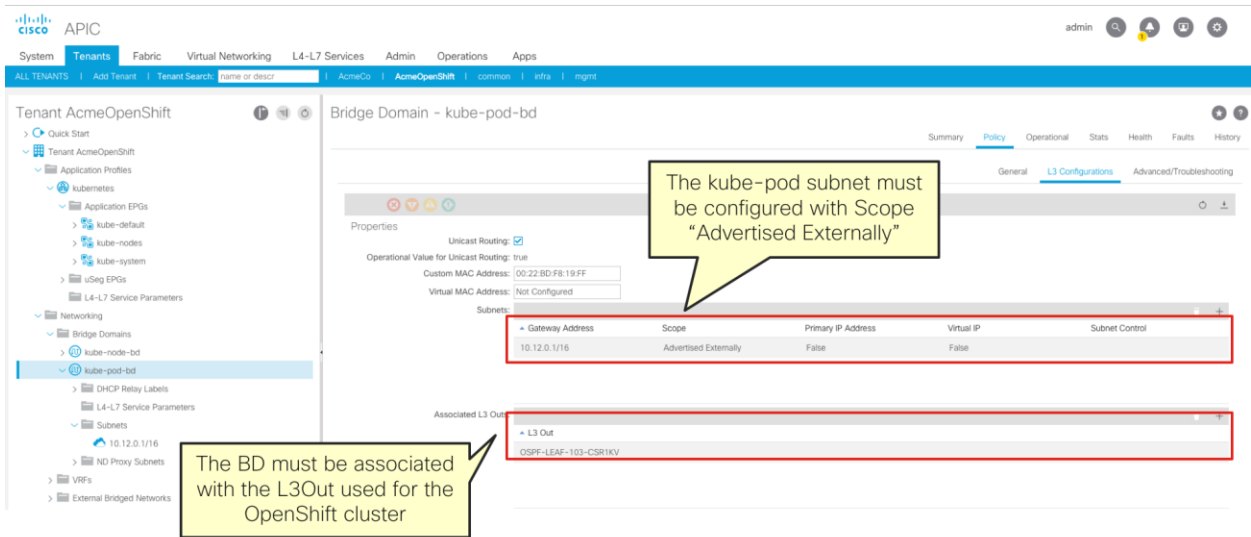 cisco APIC
admin
System Tenants Fabric Virtual Networking L4-L7 Services Admin Operations Apps
ALL TENANTS | Add Tenant | Tenant Search: name or descr | AcmeCo | AcmeOpenShift | common | infra | mgmt
Tenant AcmeOpenShift
Quick Start
Tenant AcmeOpenShift
Application Profiles
kubernetes
Application EPGs
kube-default
kube-nodes
kube-system
uSeg EPGs
L4-L7 Service Parameters
Networking
Bridge Domains
kube-node-bd
kube-pod-bd
DHCP Relay Labels
L4-L7 Service Parameters
Subnets
10.12.0.1/16
ND Proxy Subnets
VRFs
External Bridged Networks
Bridge Domain - kube-pod-bd
Summary Policy Operational Stats Health Faults History
General L3 Configurations Advanced/Troubleshooting
The kube-pod subnet must
be configured with Scope
“Advertised Externally”
Properties
Unicast Routing:
Operational Value for Unicast Routing: true
Custom MAC Address: 00:22:BD:F8:19:FF
Virtual MAC Address: Not Configured
Subnets:
Gateway Address Scope Primary IP Address Virtual IP Subnet Control
10.12.0.1/16 Advertised Externally False False
Associated L3 Outs:
L3 Out
OSPF-LEAF-103-CSR1KV
The BD must be associated
with the L3Out used for the
OpenShift cluster